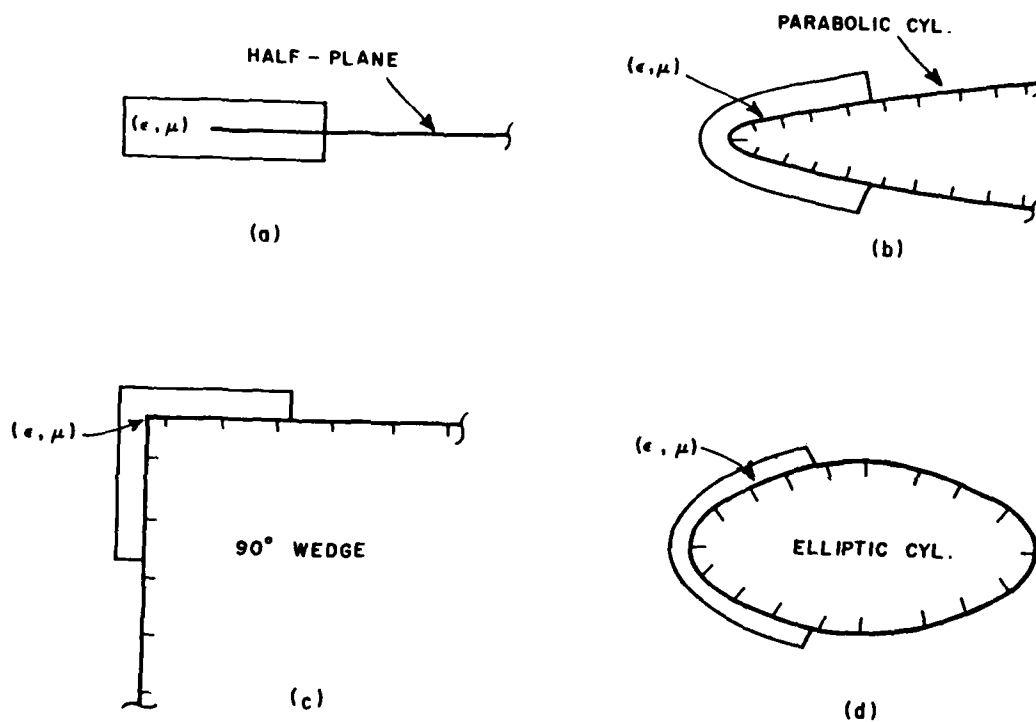 HALF-PLANE
(ϵ, μ)
(a)
PARABOLIC CYL.
(ϵ, μ)
(b)
(ϵ, μ)
90° WEDGE
(c)
(ϵ, μ)
ELLIPTIC CYL.
(d)